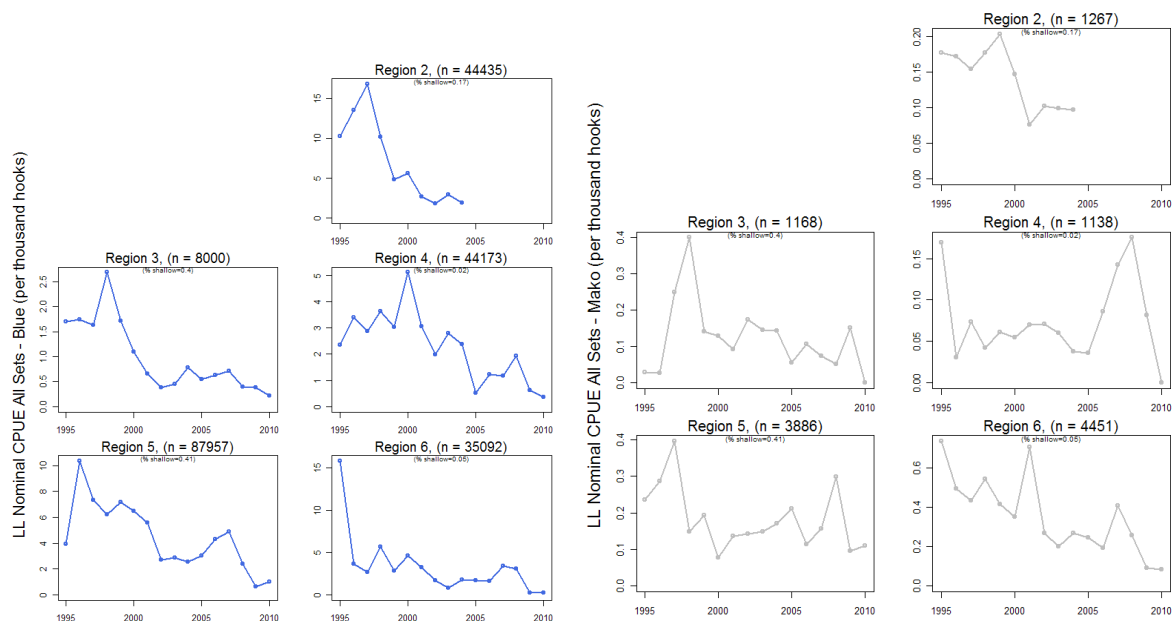 LL Nominal CPUE All Sets - Blue (per thousand hooks)
Region 2, (n = 44435)
(% shallow=0.17)
0 5 10 15
1995 2000 2005 2010
Region 3, (n = 8000)
(% shallow=0.4)
0.0 0.5 1.0 1.5 2.0 2.5
1995 2000 2005 2010
Region 4, (n = 44173)
(% shallow=0.02)
0 1 2 3 4 5
1995 2000 2005 2010
Region 5, (n = 87957)
(% shallow=0.41)
0 2 4 6 8 10
1995 2000 2005 2010
Region 6, (n = 35092)
(% shallow=0.05)
0 5 10 15
1995 2000 2005 2010
LL Nominal CPUE All Sets - Mako (per thousand hooks)
Region 2, (n = 1267)
(% shallow=0.17)
0.00 0.05 0.10 0.15 0.20
1995 2000 2005 2010
Region 3, (n = 1168)
(% shallow=0.4)
0.0 0.1 0.2 0.3 0.4
1995 2000 2005 2010
Region 4, (n = 1138)
(% shallow=0.02)
0.00 0.05 0.10 0.15
1995 2000 2005 2010
Region 5, (n = 3886)
(% shallow=0.41)
0.0 0.1 0.2 0.3 0.4
1995 2000 2005 2010
Region 6, (n = 4451)
(% shallow=0.05)
0.0 0.2 0.4 0.6
1995 2000 2005 2010